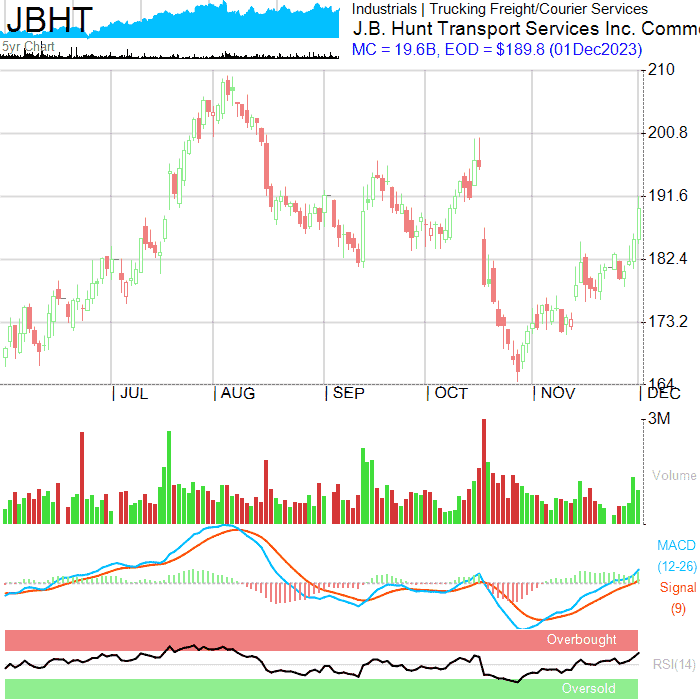 JBHT
5yr Chart
Industrials | Trucking Freight/Courier Services
J.B. Hunt Transport Services Inc. Comm
MC = 19.6B, EOD = $189.8 (01Dec2023)
210
200.8
191.6
182.4
173.2
164
JUL AUG SEP OCT NOV DEC
3M
Volume
MACD
(12-26)
Signal
(9)
Overbought
RSI(14)
Oversold